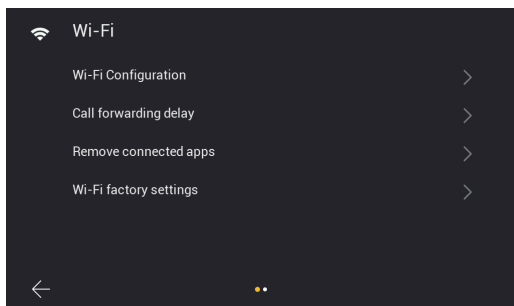 Wi-Fi
Wi-Fi Configuration
Call forwarding delay
Remove connected apps
Wi-Fi factory settings